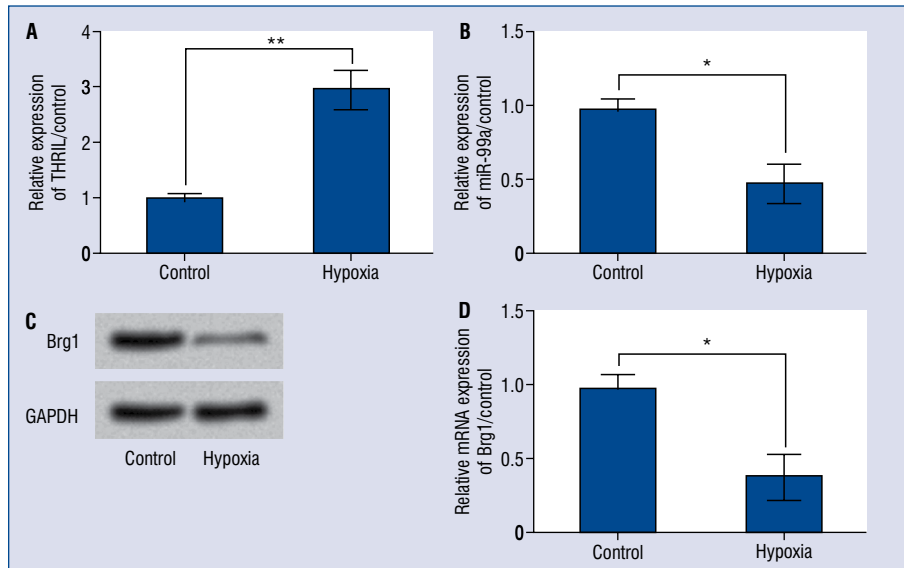 A
Relative expression
of THRIL/control
4
3
2
1
0
**
Control Hypoxia
B
Relative expression
of miR-99a/control
1.5
1.0
0.5
0
*
Control Hypoxia
C
Brg1
GAPDH
Control Hypoxia
D
Relative mRNA expression
of Brg1/control
1.5
1.0
0.5
0
*
Control Hypoxia